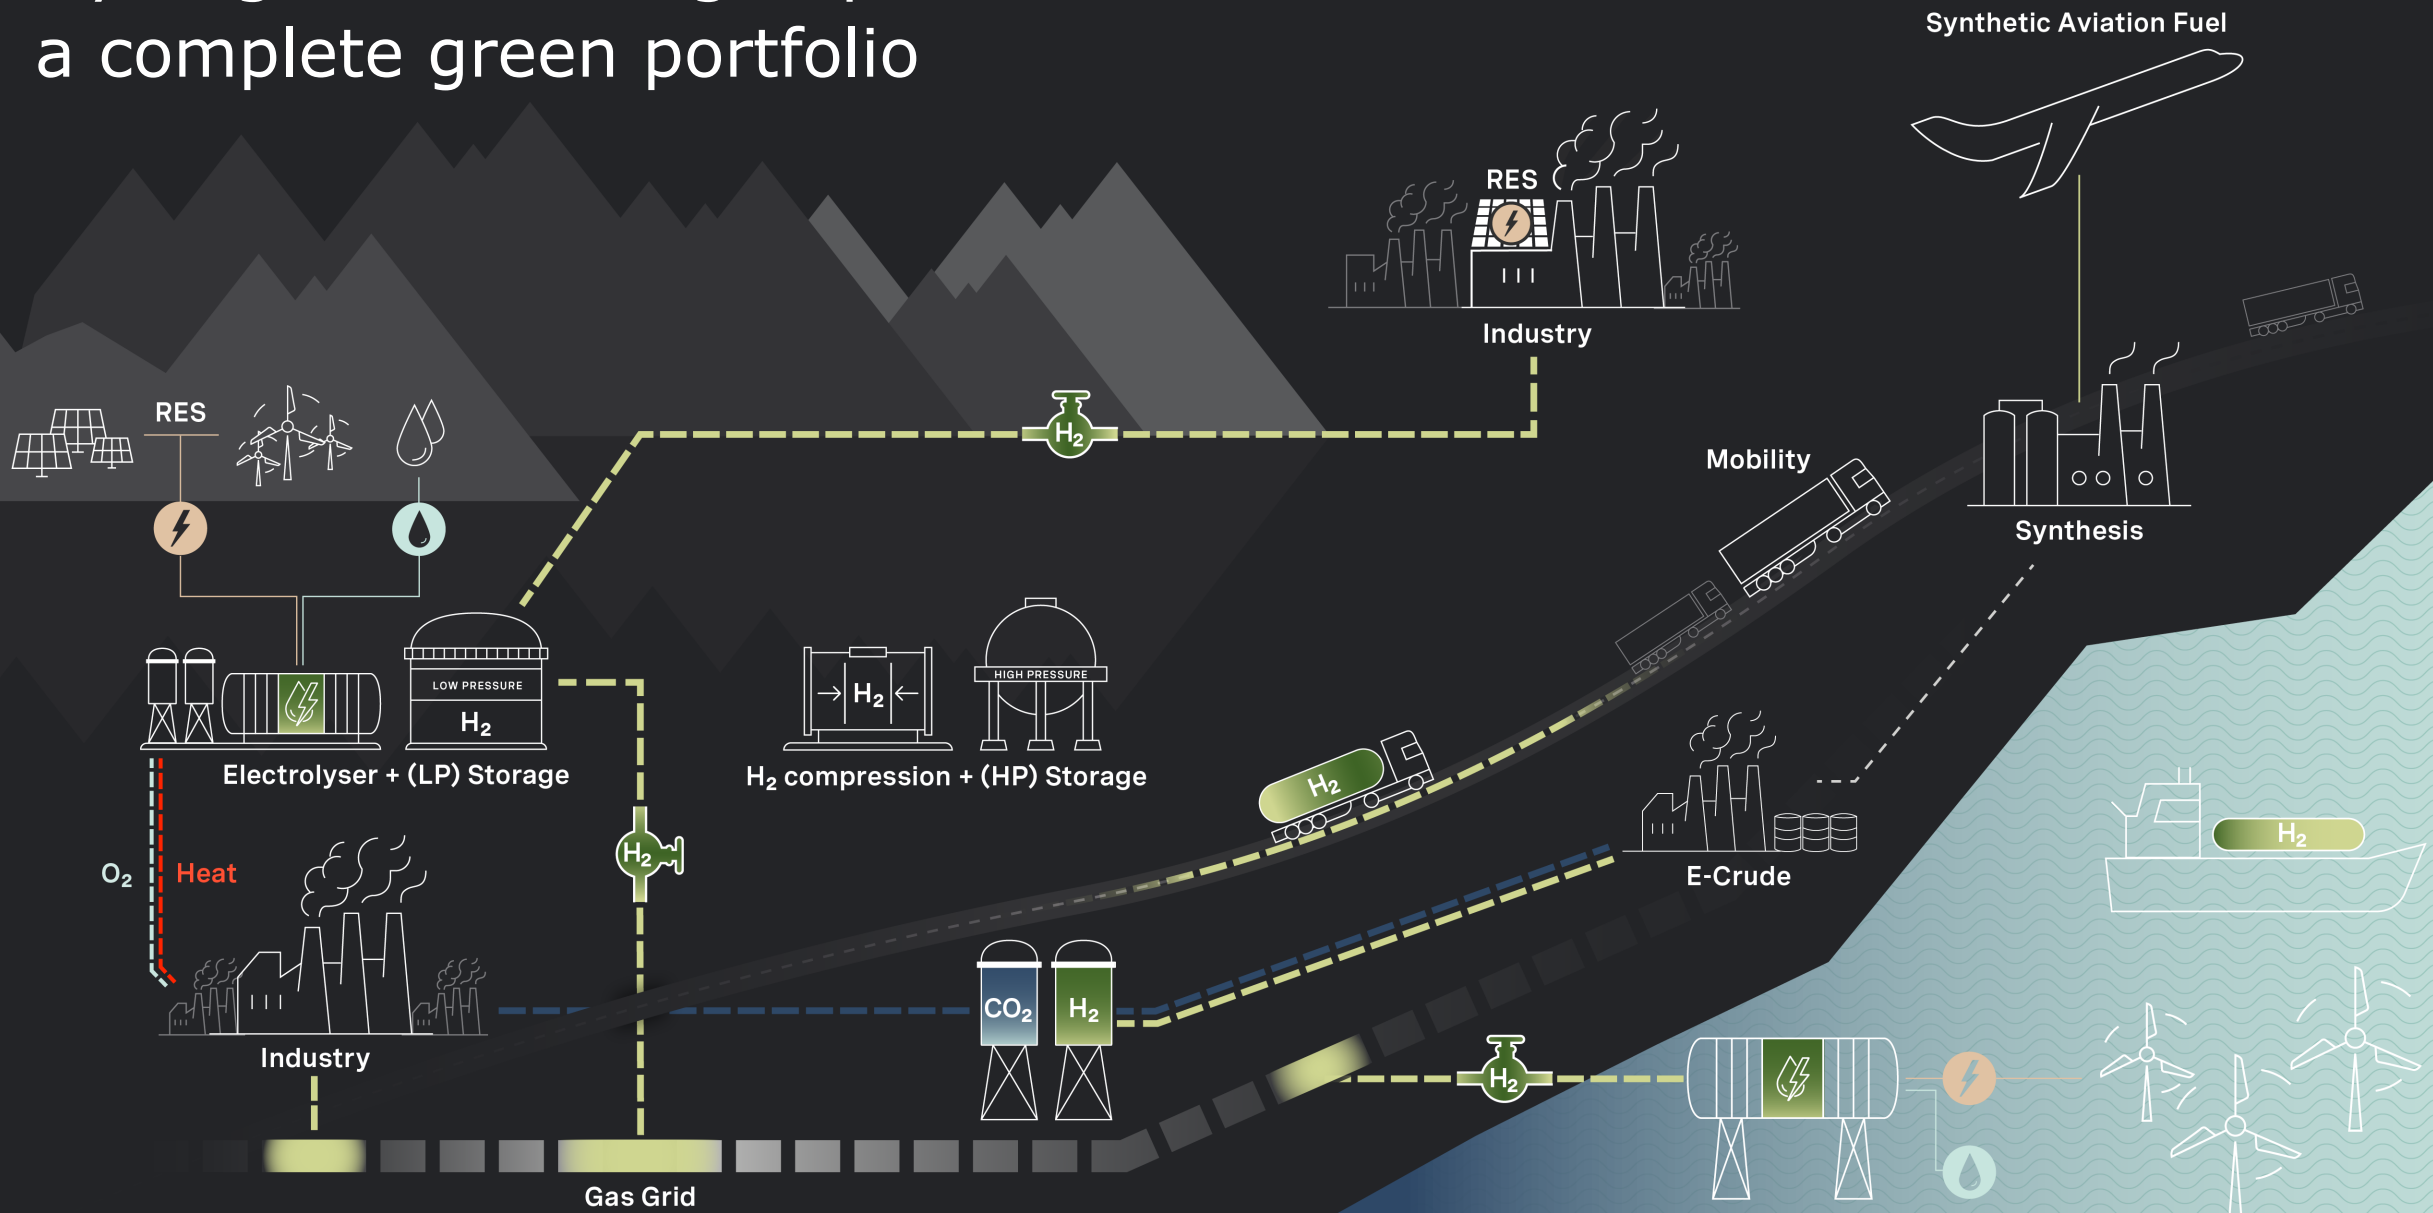 a complete green portfolio
Synthetic Aviation Fuel
RES
Industry
RES
H₂
Mobility
Synthesis
LOW PRESSURE
H₂
Electrolyser + (LP) Storage
H₂
HIGH PRESSURE
H₂ compression + (HP) Storage
H₂
H₂
E-Crude
H₂
O₂
Heat
H₂
CO₂
H₂
Industry
H₂
Gas Grid